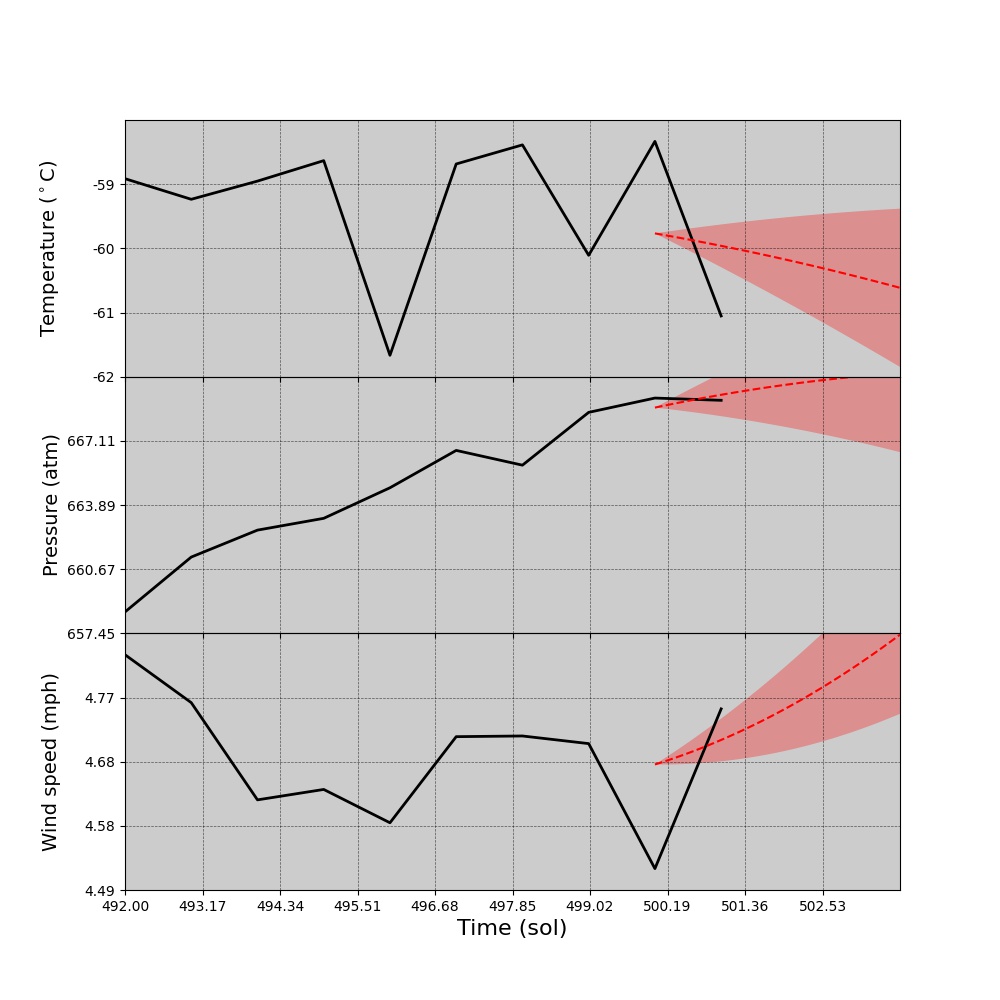 Temperature (°C)
-59
-60
-61
-62
Pressure (atm)
667.11
663.89
660.67
657.45
Wind speed (mph)
4.77
4.68
4.58
4.49
492.00 493.17 494.34 495.51 496.68 497.85 499.02 500.19 501.36 502.53
Time (sol)